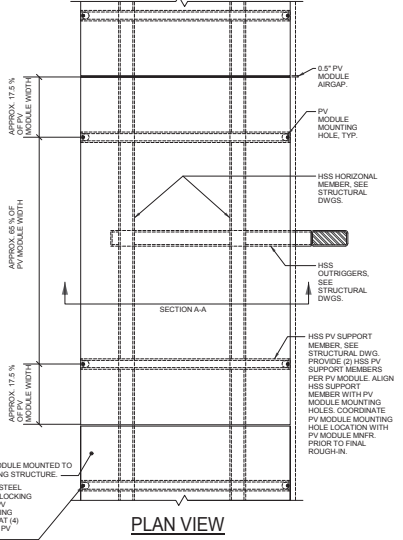 0.5" PV
MODULE
AIRGAP.
APPROX. 17.5 %
OF PV
MODULE WIDTH
PV
MODULE
MOUNTING
HOLE, TYP.
HSS HORIZONAL
MEMBER, SEE
STRUCTURAL
DWGS.
APPROX. 65 % OF
PV MODULE WIDTH
HSS
OUTRIGGERS,
SEE
STRUCTURAL
DWGS.
SECTION A-A
HSS PV SUPPORT
MEMBER, SEE
STRUCTURAL DWG.
PROVIDE (2) HSS PV
SUPPORT MEMBERS
PER PV MODULE. ALIGN
HSS SUPPORT
MEMBER WITH PV
MODULE MOUNTING
HOLES. COORDINATE
PV MODULE MOUNTING
HOLE LOCATION WITH
PV MODULE MNFR.
PRIOR TO FINAL
ROUGH-IN.
APPROX. 17.5 %
OF PV
MODULE WIDTH
ODULE MOUNTED TO
NG STRUCTURE.
STEEL
LOCKING
PV
ING
AT (4)
PV
PLAN VIEW